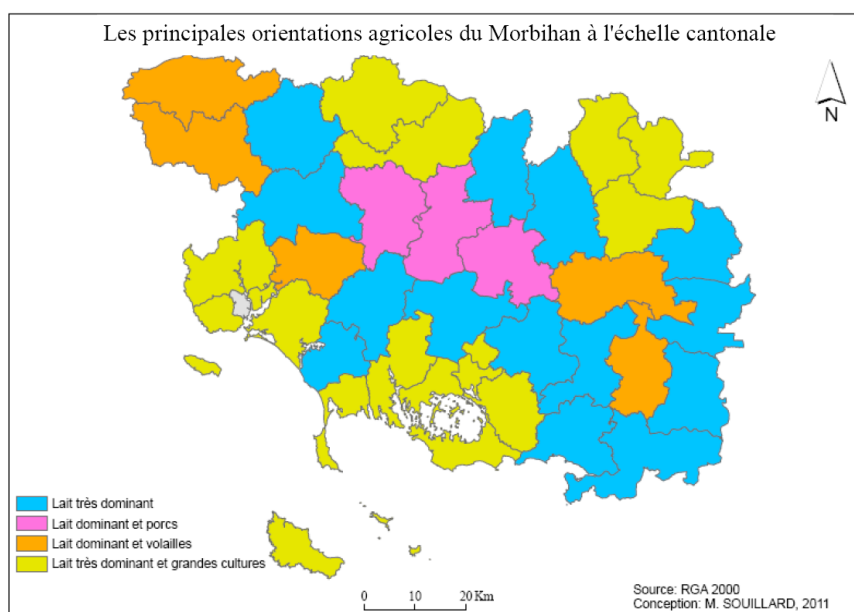 Les principales orientations agricoles du Morbihan à l'échelle cantonale
N
Lait très dominant
Lait dominant et porcs
Lait dominant et volailles
Lait très dominant et grandes cultures
0 10 20 Km
Source: RGA 2000
Conception: M. SOUILLARD, 2011